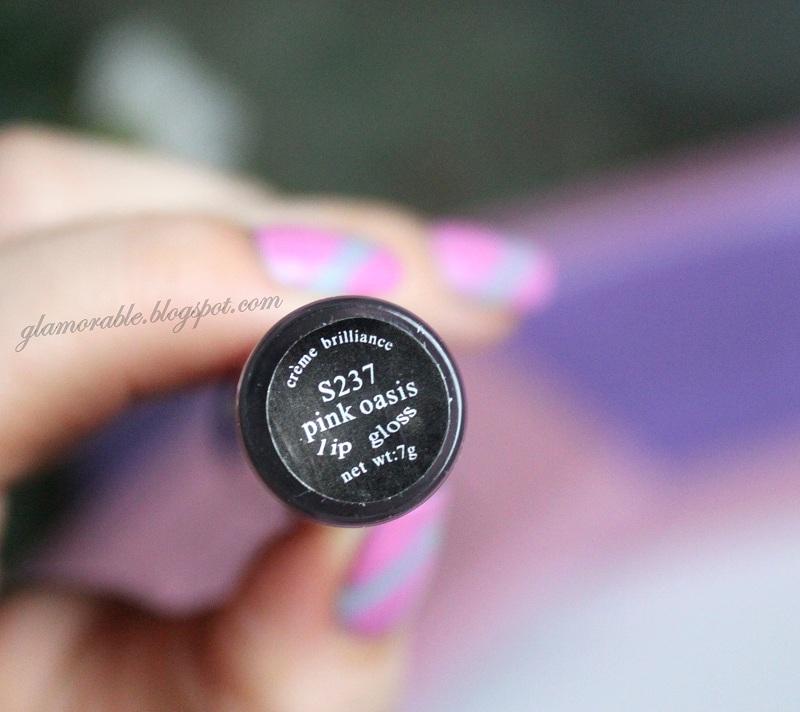 glamorable.blogspot.com
crème brilliance
S237
pink oasis
lip gloss
net wt:7g